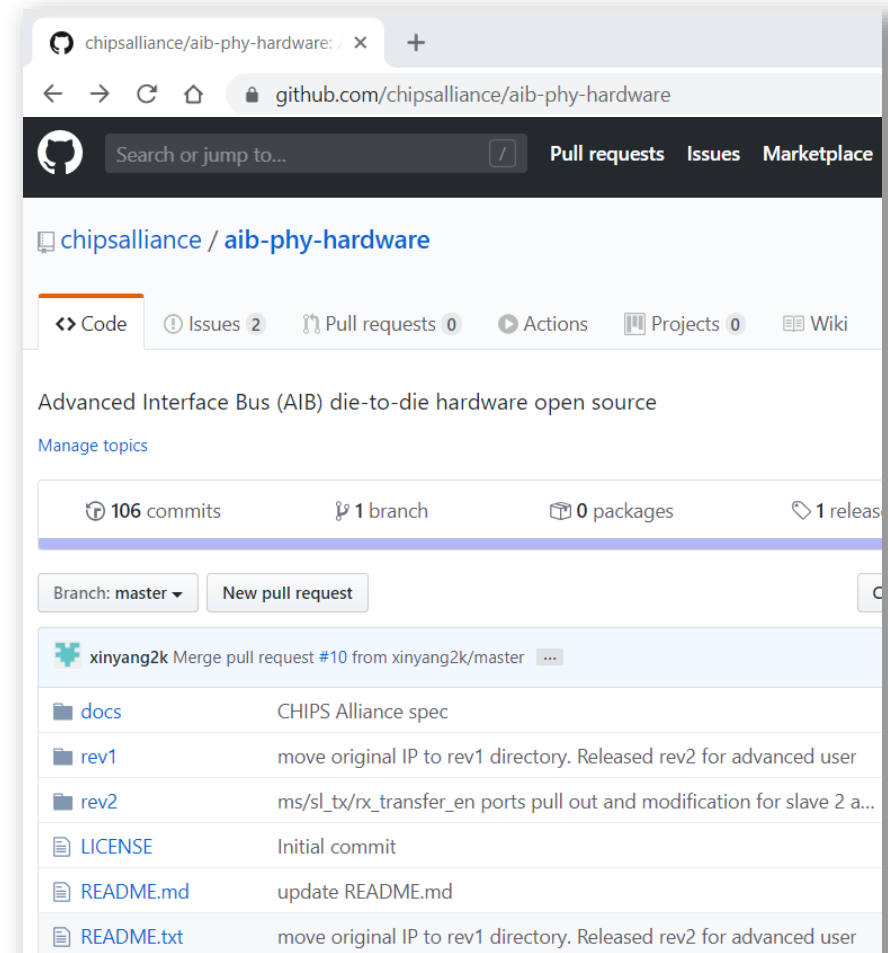 chipsalliance/aib-phy-hardware:
github.com/chipsalliance/aib-phy-hardware
Search or jump to... / Pull requests Issues Marketplace
chipsalliance / aib-phy-hardware
Code Issues 2 Pull requests 0 Actions Projects 0 Wiki
Advanced Interface Bus (AIB) die-to-die hardware open source
Manage topics
106 commits 1 branch 0 packages 1 releas
Branch: master New pull request C
xinyang2k Merge pull request #10 from xinyang2k/master ...
docs CHIPS Alliance spec
rev1 move original IP to rev1 directory. Released rev2 for advanced user
rev2 ms/sl_tx/rx_transfer_en ports pull out and modification for slave 2 a...
LICENSE Initial commit
README.md update README.md
README.txt move original IP to rev1 directory. Released rev2 for advanced user